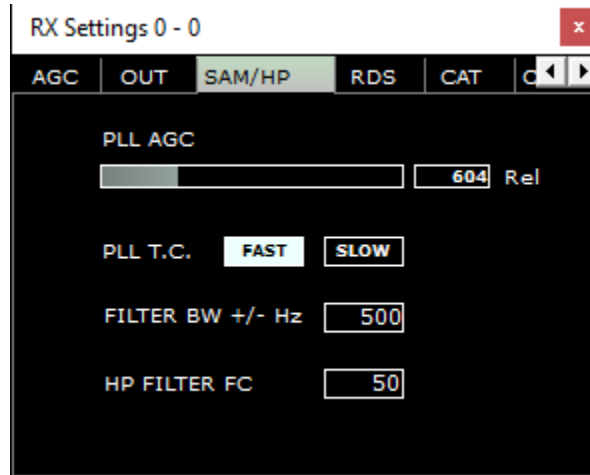 RX Settings 0 - 0 x
AGC OUT SAM/HP RDS CAT
PLL AGC
604 Rel
PLL T.C. FAST SLOW
FILTER BW +/- Hz 500
HP FILTER FC 50